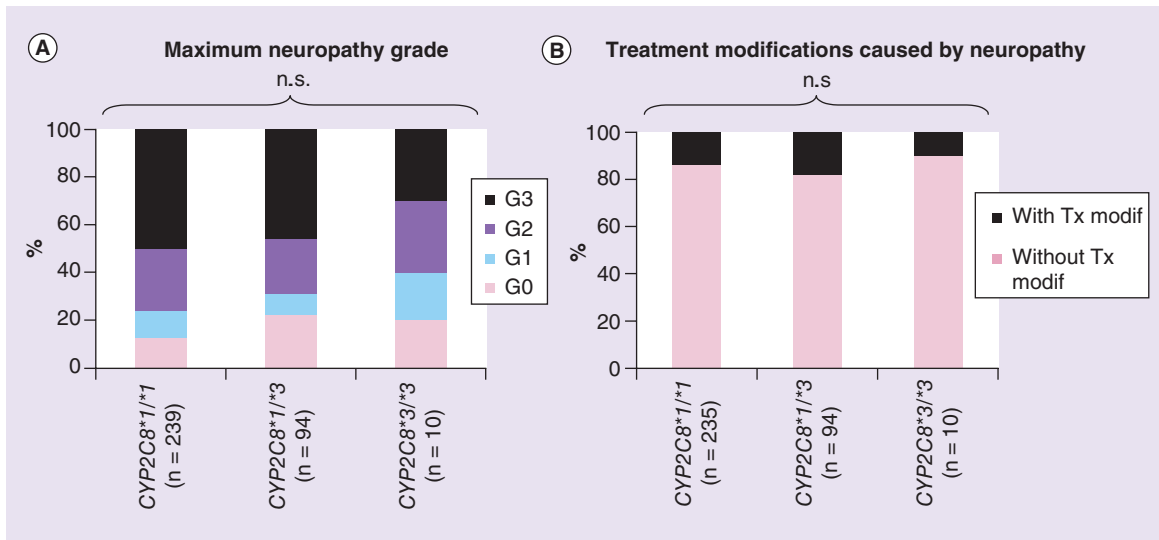 A
Maximum neuropathy grade
n.s.
100
80
60
40
20
0
%
CYP2C8*1/*1
(n = 239)
CYP2C8*1/*3
(n = 94)
CYP2C8*3/*3
(n = 10)
G3
G2
G1
G0
B
Treatment modifications caused by neuropathy
n.s
100
80
60
40
20
0
%
CYP2C8*1/*1
(n = 235)
CYP2C8*1/*3
(n = 94)
CYP2C8*3/*3
(n = 10)
With Tx modif
Without Tx
modif